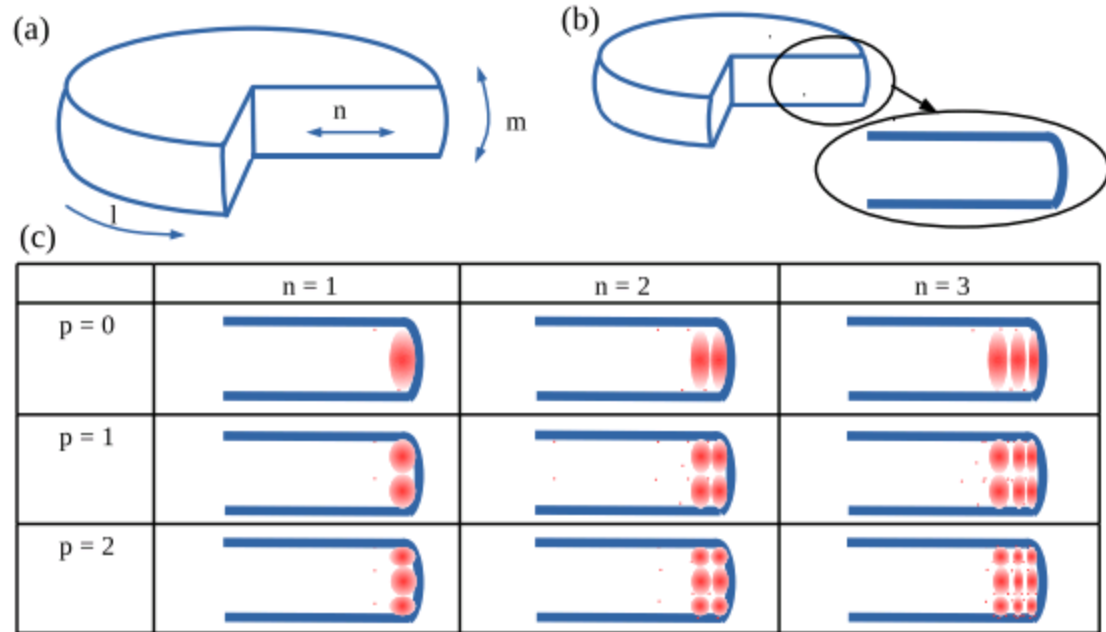 (a)
n
m
l
(b)
(c)
n = 1 n = 2 n = 3
p = 0
p = 1
p = 2